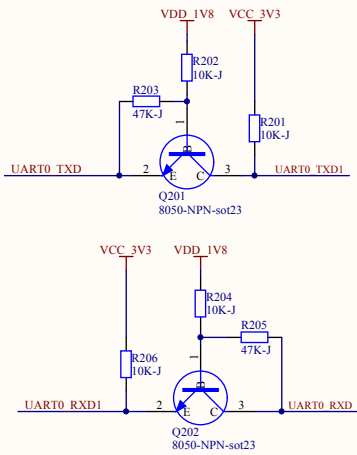 VDD_1V8
VCC_3V3
R202
10K-J
R203
47K-J
R201
10K-J
1
B
UART0_TXD
2
E
C
3
UART0_TXD1
Q201
8050-NPN-sot23
VCC_3V3
VDD_1V8
R204
10K-J
R205
47K-J
R206
10K-J
1
B
UART0_RXD1
2
E
C
3
UART0_RXD
Q202
8050-NPN-sot23